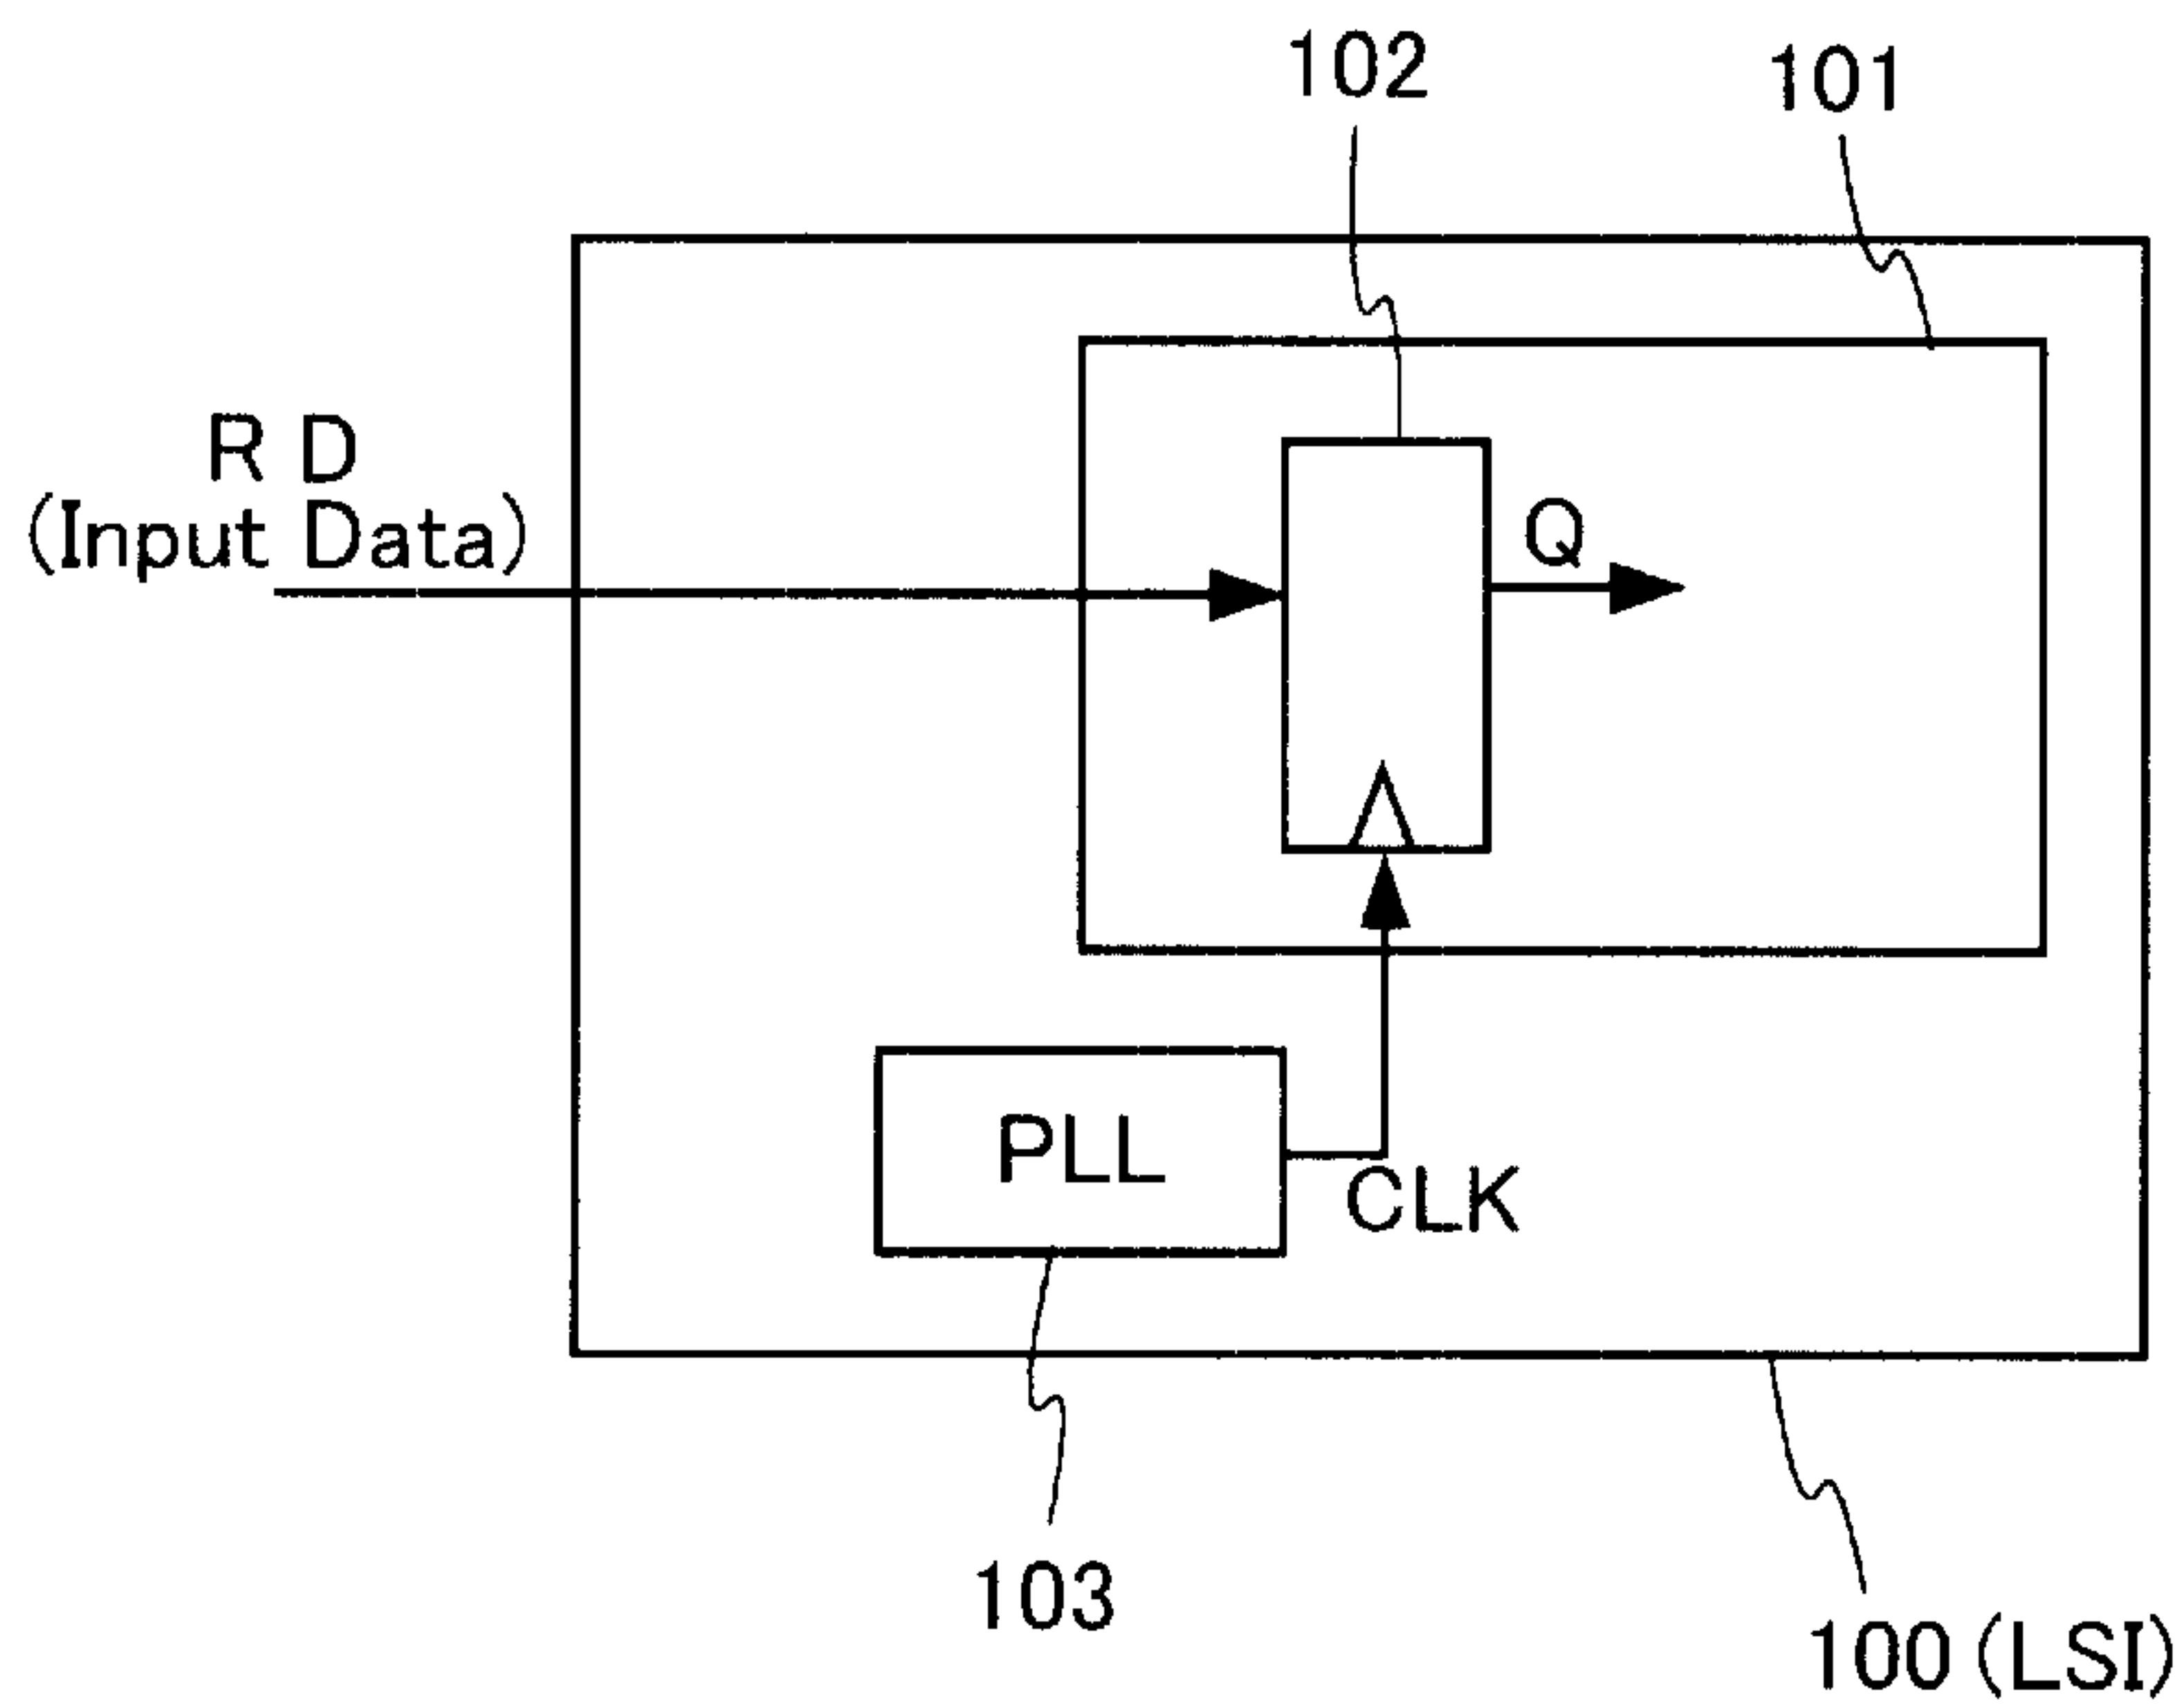 102
101
R D
(Input Data)
Q
PLL
CLK
103
100 (LSI)